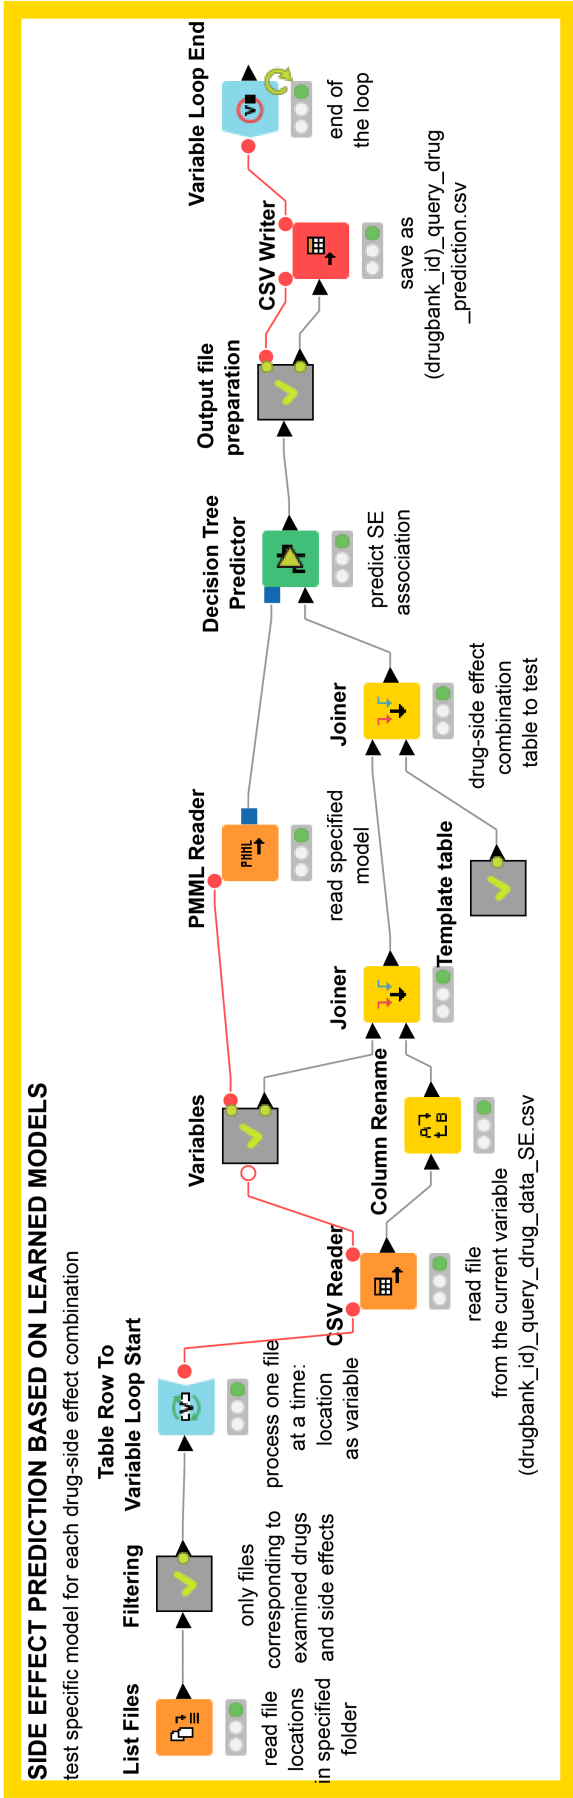 SIDE EFFECT PREDICTION BASED ON LEARNED MODELS
test specific model for each drug-side effect combination
List Files
read file
locations
in specified
folder
Filtering
only files
corresponding to
examined drugs
and side effects
Table Row To
Variable Loop Start
process one file
at a time:
location
as variable
CSV Reader
read file
from the current variable
(drugbank_id)_query_drug_data_SE.csv
Variables
Column Rename
Joiner
PMML Reader
PMML
read specified
model
Template table
Joiner
drug-side effect
combination
table to test
Decision Tree
Predictor
predict SE
association
Output file
preparation
CSV Writer
save as
(drugbank_id)_query_drug
_prediction.csv
Variable Loop End
end of
the loop